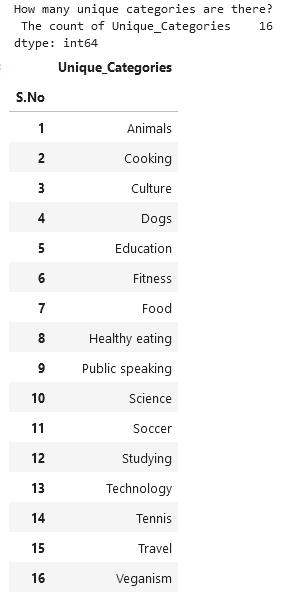 How many unique categories are there?
The count of Unique_Categories    16
dtype: int64
Unique_Categories
S.No
1 Animals
2 Cooking
3 Culture
4 Dogs
5 Education
6 Fitness
7 Food
8 Healthy eating
9 Public speaking
10 Science
11 Soccer
12 Studying
13 Technology
14 Tennis
15 Travel
16 Veganism